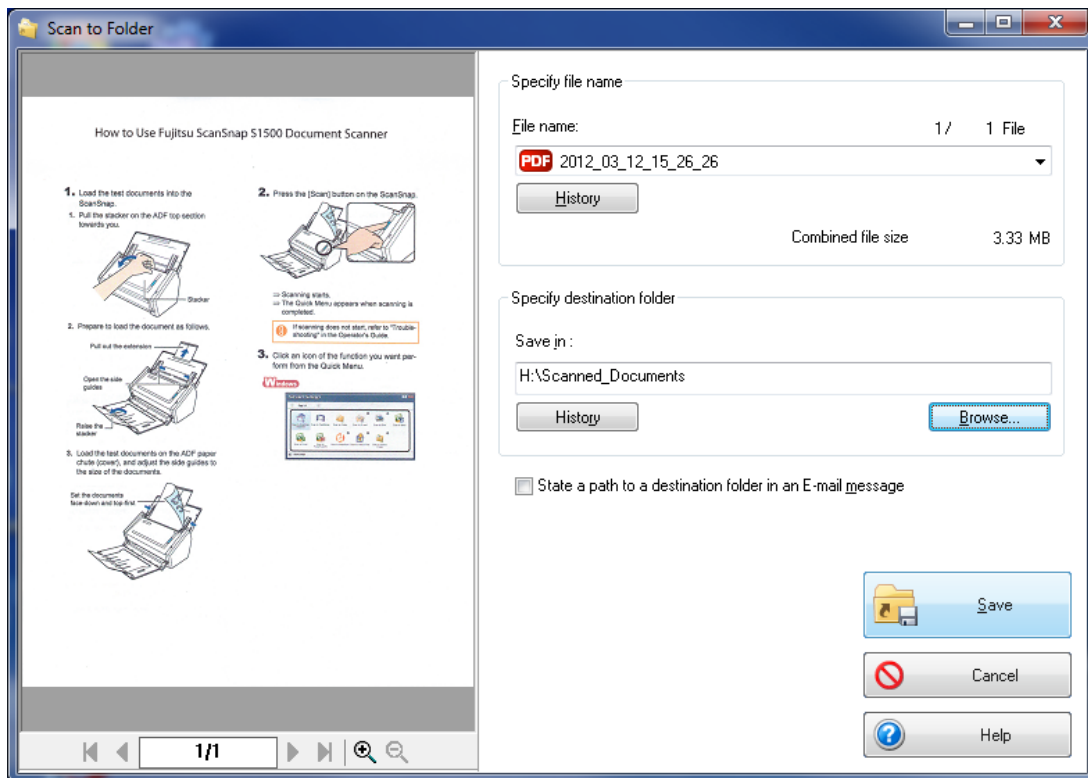 Scan to Folder
How to Use Fujitsu ScanSnap S1500 Document Scanner
1. Load the test documents into the
ScanSnap.
1. Pull the stacker on the ADF top section
towards you.
Stacker
2. Prepare to load the document as follows.
Pull out the extension
Open the side
guides
Raise the
stacker
3. Load the test documents on the ADF paper
chute (cover), and adjust the side guides to
the size of the documents.
Set the documents
face down and top first
2. Press the [Scan] button on the ScanSnap.
⇒ Scanning starts.
⇒ The Quick Menu appears when scanning is
completed.
If scanning does not start, refer to "Trouble-
shooting" in the Operator's Guide.
3. Click an icon of the function you want per-
form from the Quick Menu.
Windows
1/1
Specify file name
File name:
1/ 1 File
PDF 2012_03_12_15_26_26
History
Combined file size 3.33 MB
Specify destination folder
Save in :
H:\Scanned_Documents
History
Browse...
State a path to a destination folder in an E-mail message
Save
Cancel
Help